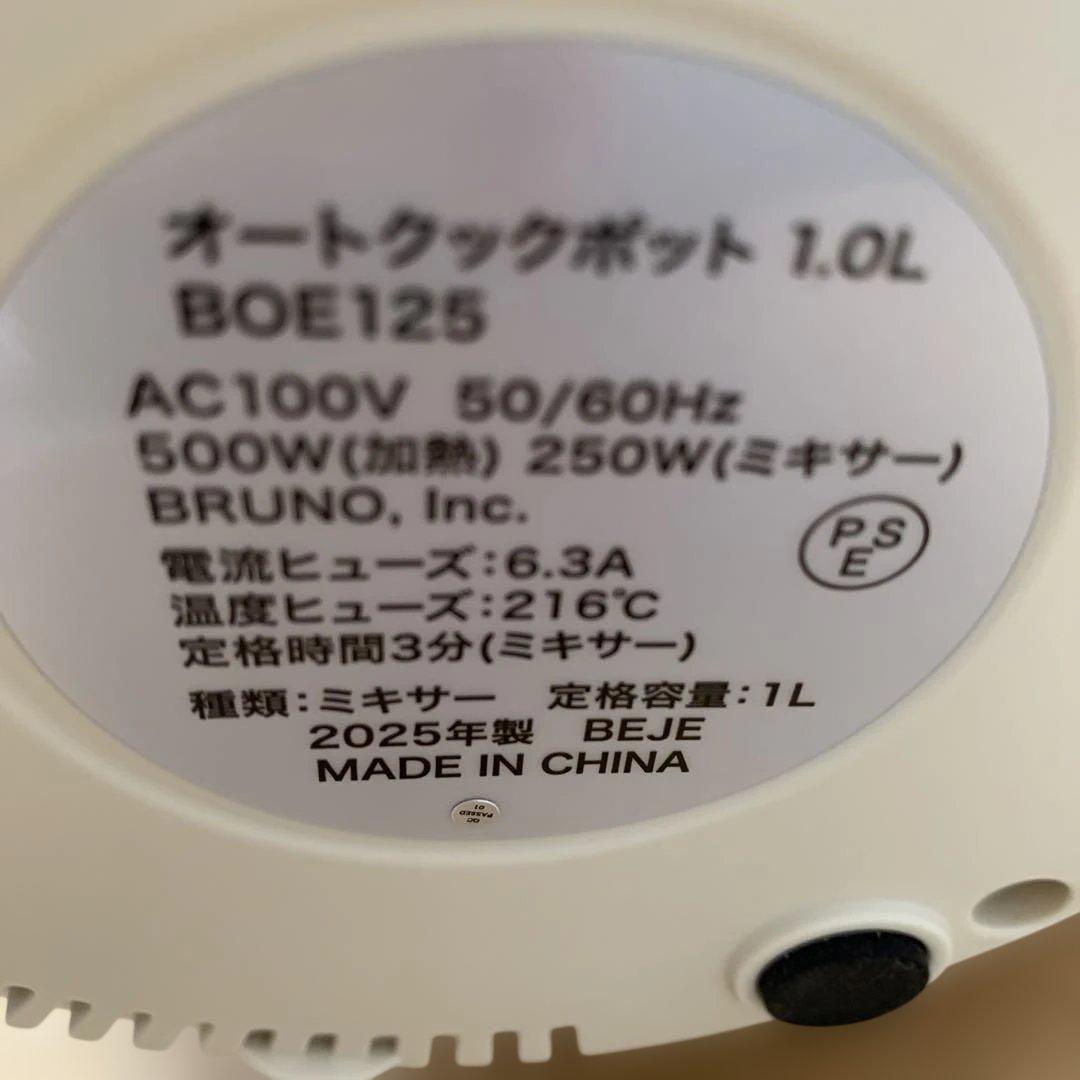 オートクックポット 1.0L
BOE125
AC100V 50/60Hz
500W(加熱) 250W(ミキサー)
BRUNO, Inc.
PSE
電流ヒューズ:6.3A
温度ヒューズ:216℃
定格時間3分(ミキサー)
種類:ミキサー 定格容量:1L
2025年製 BEJE
MADE IN CHINA
QC
PASSED
01